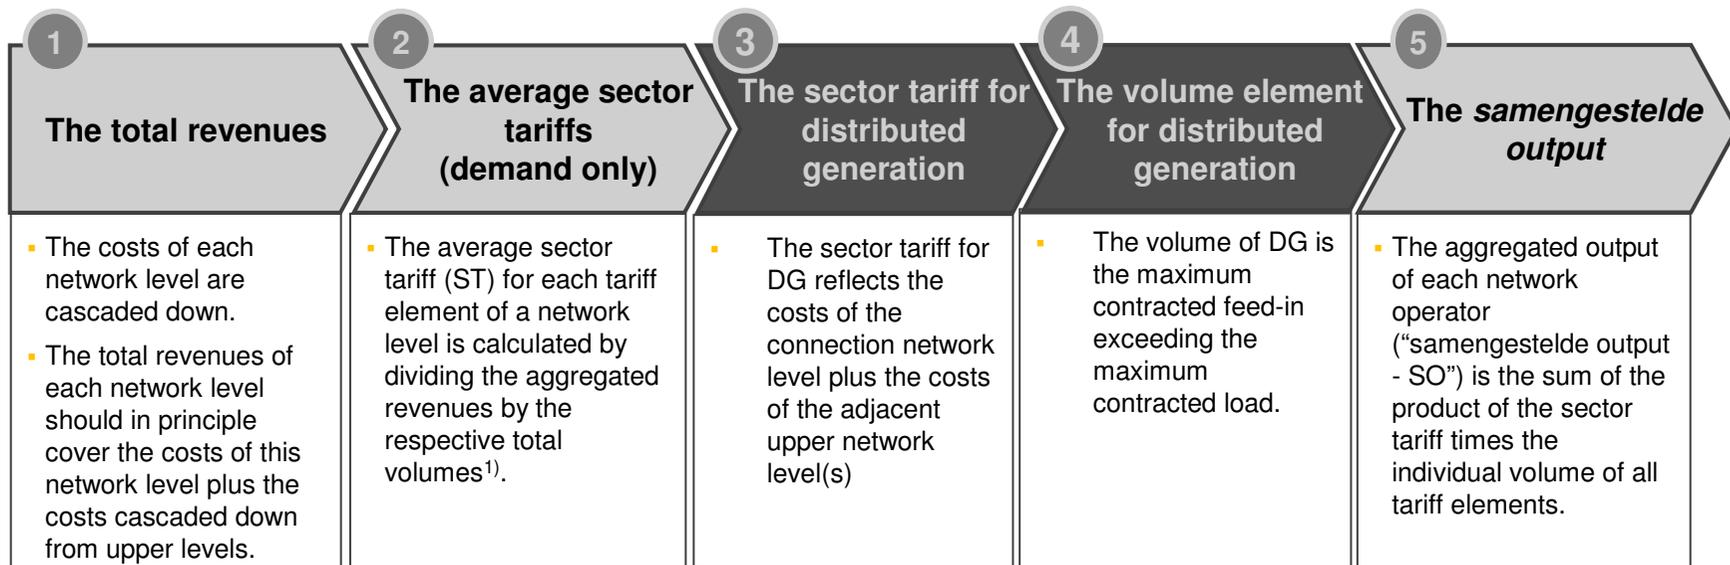 1
The total revenues
The costs of each
network level are
cascaded down.
The total revenues of
each network level
should in principle
cover the costs of this
network level plus the
costs cascaded down
from upper levels.
2
The average sector
tariffs
(demand only)
The average sector
tariff (ST) for each tariff
element of a network
level is calculated by
dividing the aggregated
revenues by the
respective total
volumes¹⁾.
3
The sector tariff for
distributed
generation
The sector tariff for
DG reflects the
costs of the
connection network
level plus the costs
of the adjacent
upper network
level(s)
4
The volume element
for distributed
generation
The volume of DG is
the maximum
contracted feed-in
exceeding the
maximum
contracted load.
5
The samengestelde
output
The aggregated output
of each network
operator
(“samengestelde output
- SO”) is the sum of the
product of the sector
tariff times the
individual volume of all
tariff elements.